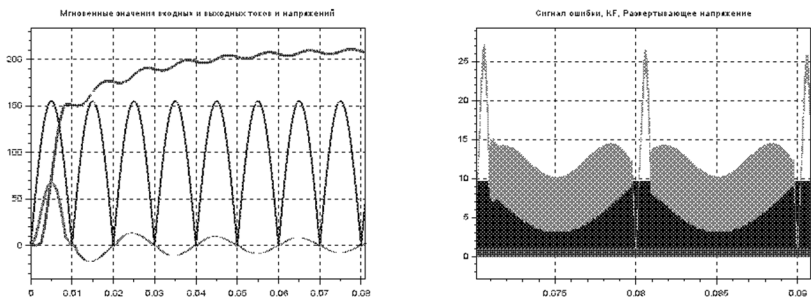 Мгновенные значения входных и выходных токов и напряжений
200
150
100
50
0
0 0.01 0.02 0.03 0.04 0.05 0.06 0.07 0.08
Сигнал ошибки, KF, Развертывающее напряжение
25
20
15
10
5
0
0.075 0.08 0.085 0.09